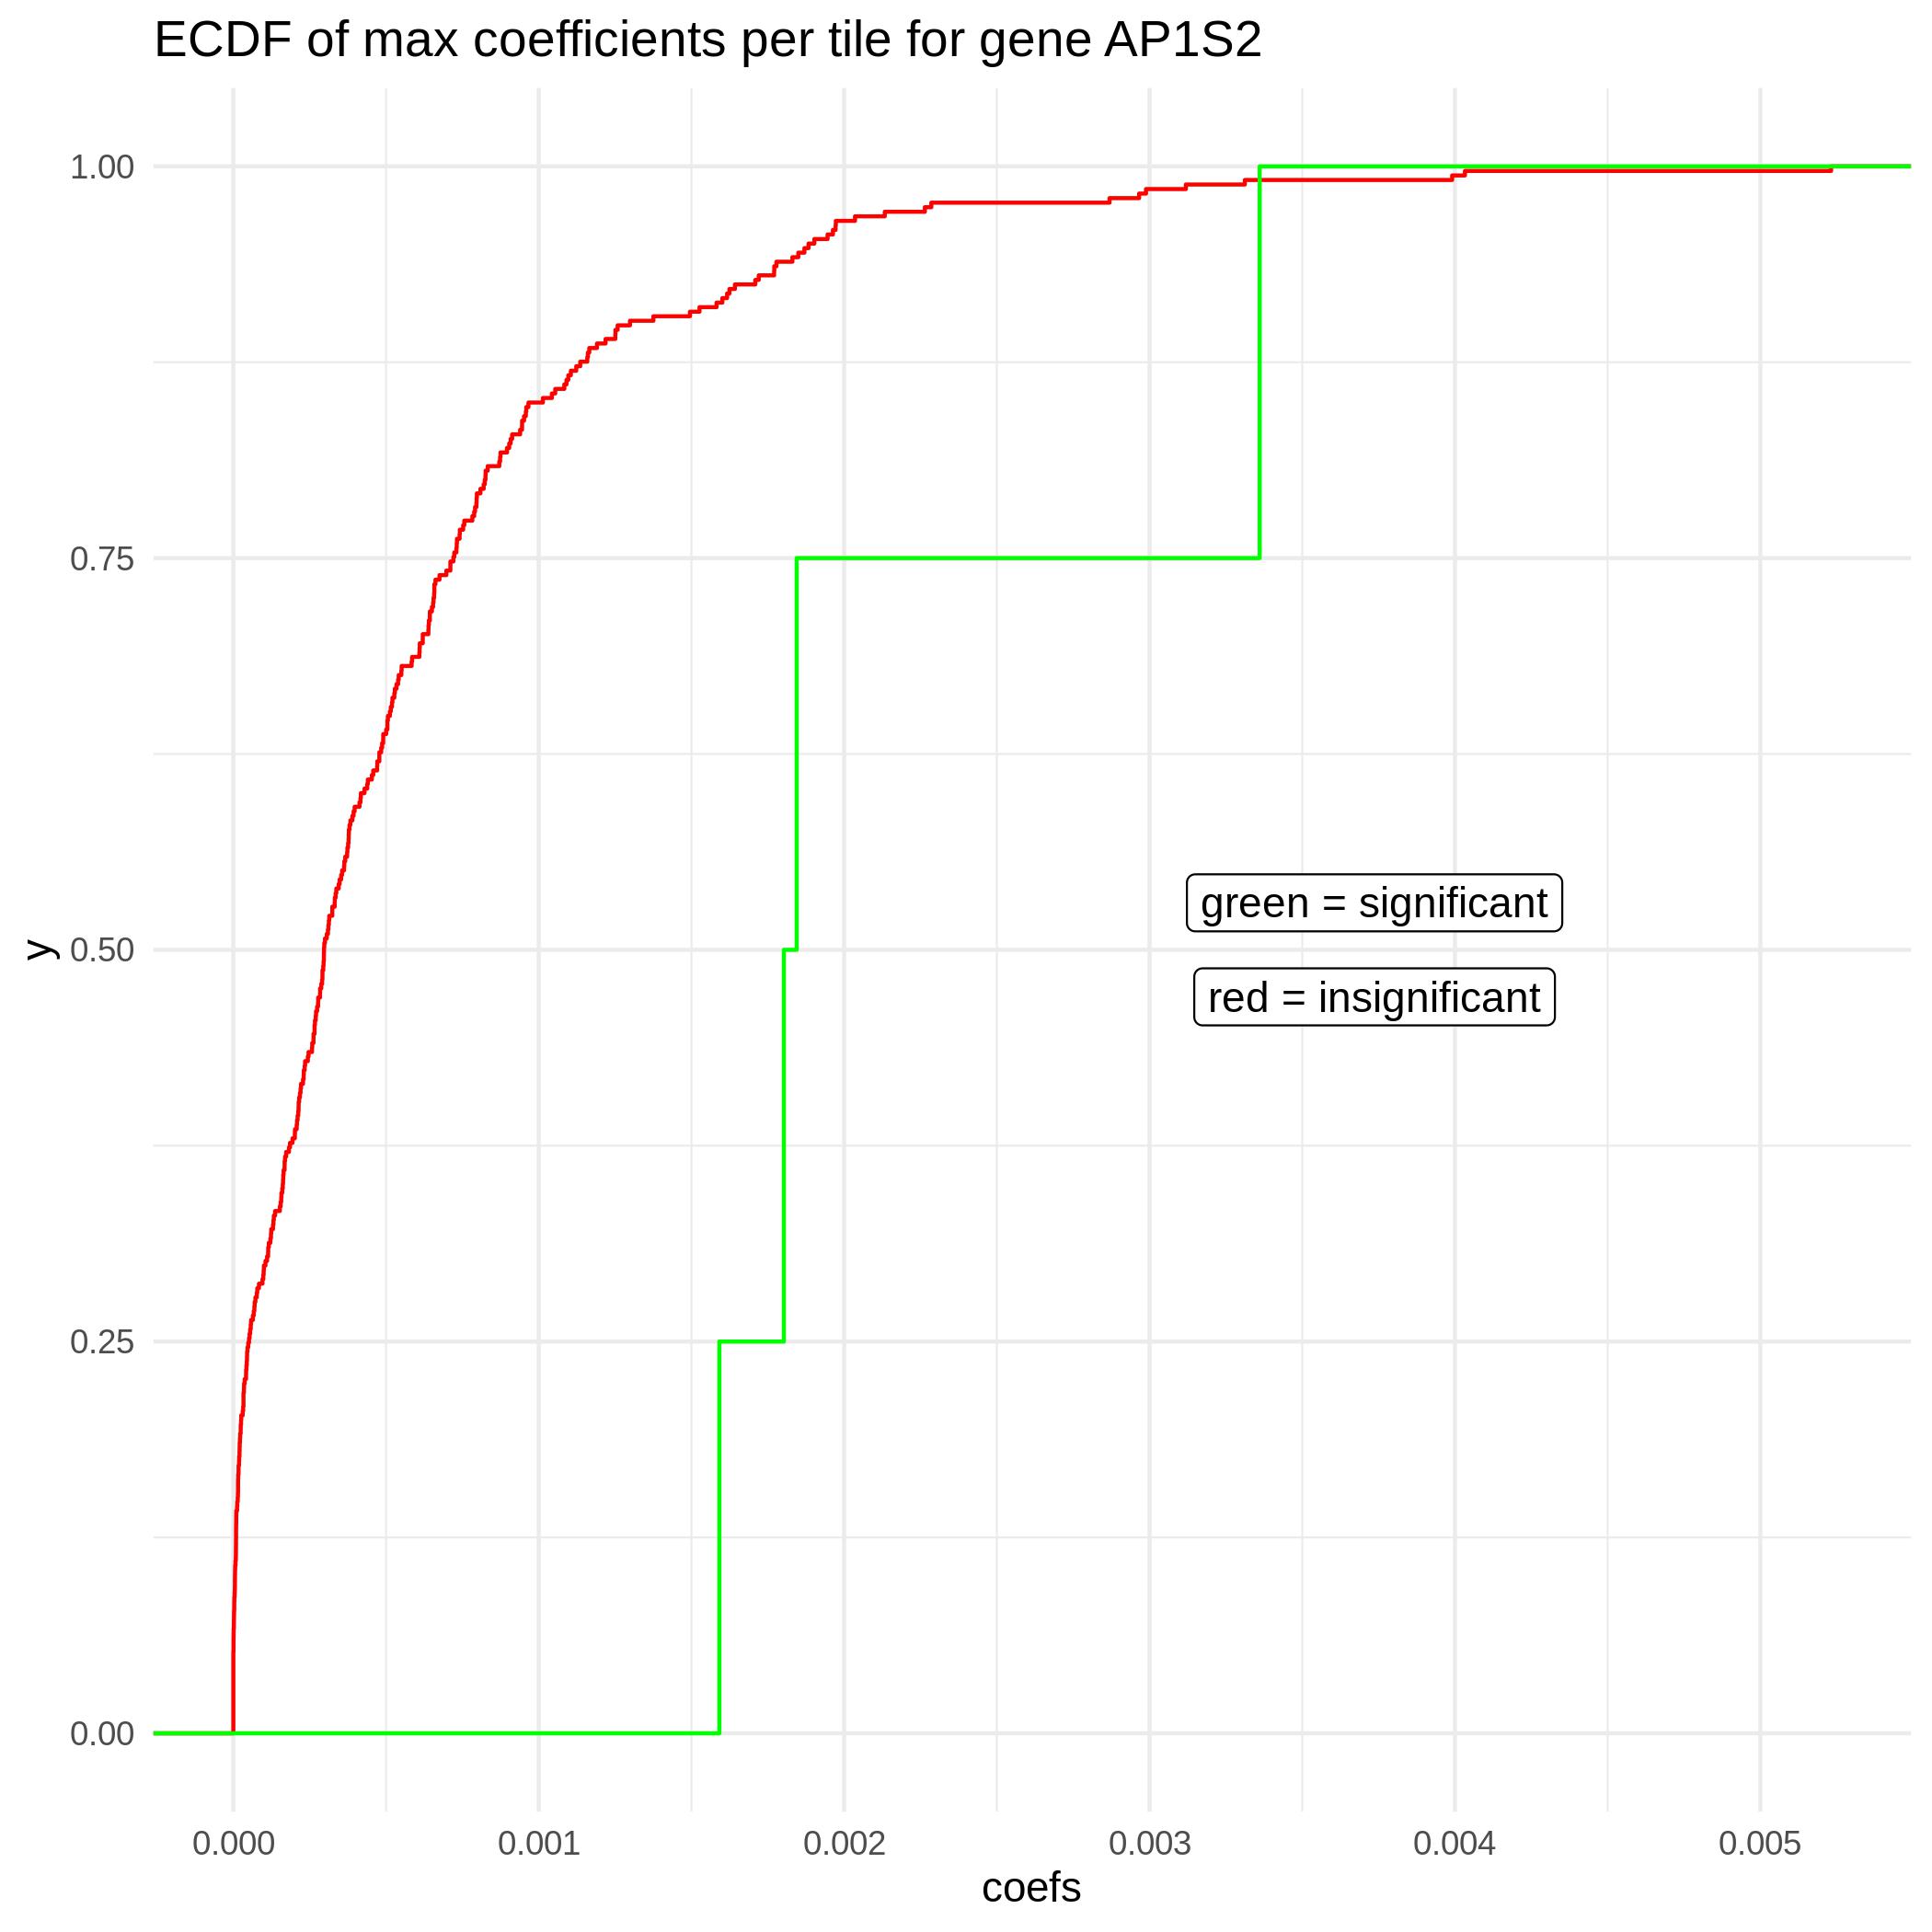 ECDF of max coefficients per tile for gene AP1S2
1.00
0.75
0.50
0.25
0.00
y
green = significant
red = insignificant
0.000 0.001 0.002 0.003 0.004 0.005
coefs